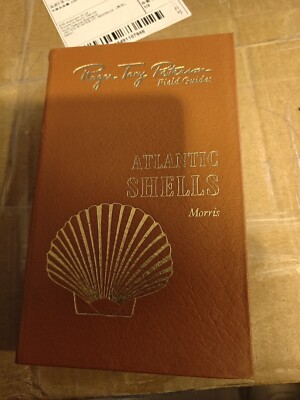 Roger Tory Peterson
Field Guides
ATLANTIC
SHELLS
Morris